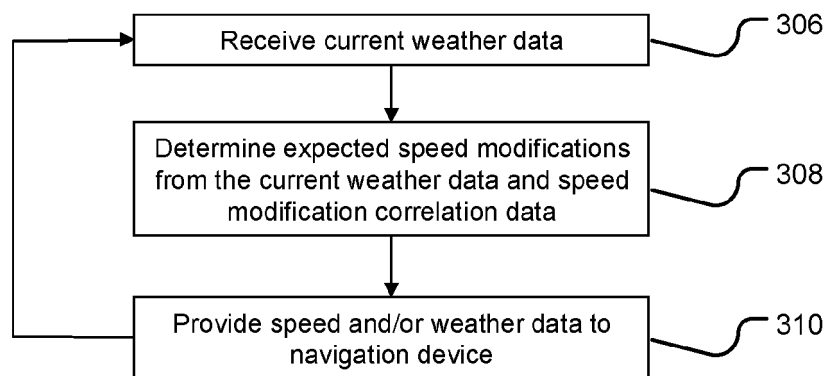 Receive current weather data
306
Determine expected speed modifications
from the current weather data and speed
modification correlation data
308
Provide speed and/or weather data to
navigation device
310